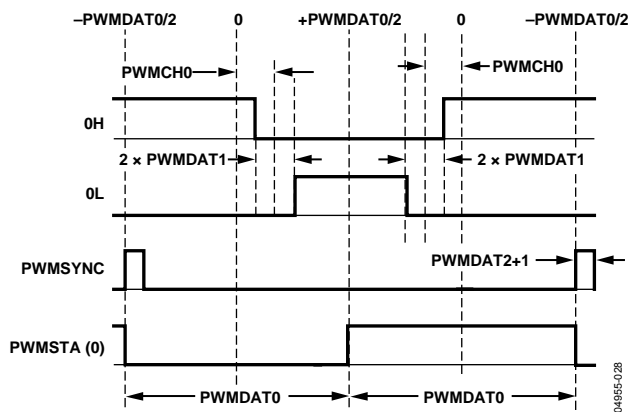 –PWMDAT0/2 0 +PWMDAT0/2 0 –PWMDAT0/2
PWMCH0 PWMCH0
0H
2 × PWMDAT1 2 × PWMDAT1
0L
PWMSYNC PWMDAT2+1
PWMSTA (0)
PWMDAT0 PWMDAT0
04955-028